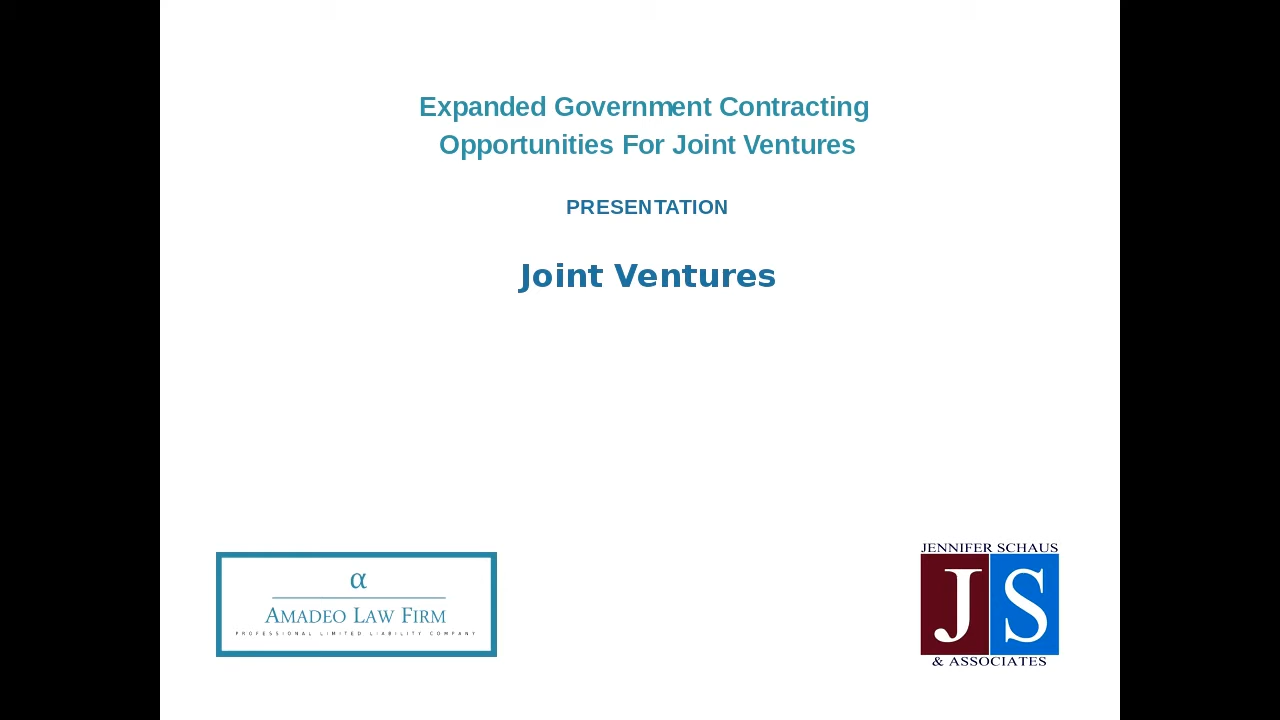 Expanded Government Contracting
Opportunities For Joint Ventures
PRESENTATION
Joint Ventures
α
AMADEO LAW FIRM
PROFESSIONAL LIMITED LIABILITY COMPANY
JENNIFER SCHAUS
JS
& ASSOCIATES